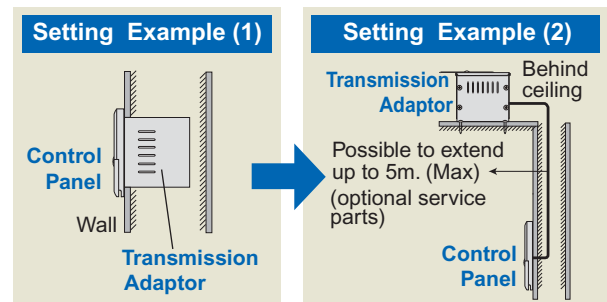 Setting Example (1)
Control
Panel
Wall
Transmission
Adaptor
Setting Example (2)
Transmission
Adaptor
Behind
ceiling
Possible to extend
up to 5m. (Max)
(optional service
parts)
Control
Panel